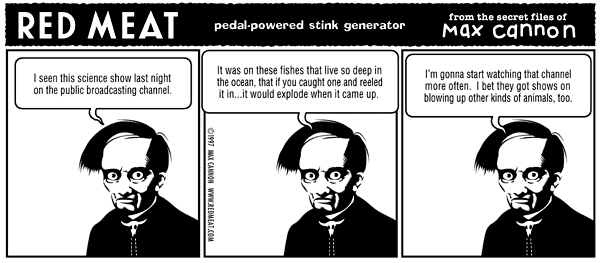 RED MEAT
pedal-powered stink generator
from the secret files of
Max cannon
I seen this science show last night
on the public broadcasting channel.
It was on these fishes that live so deep in
the ocean, that if you caught one and reeled
it in...it would explode when it came up.
I'm gonna start watching that channel
more often. I bet they got shows on
blowing up other kinds of animals, too.
©1997 MAX CANNON WWW.REDMEAT.COM